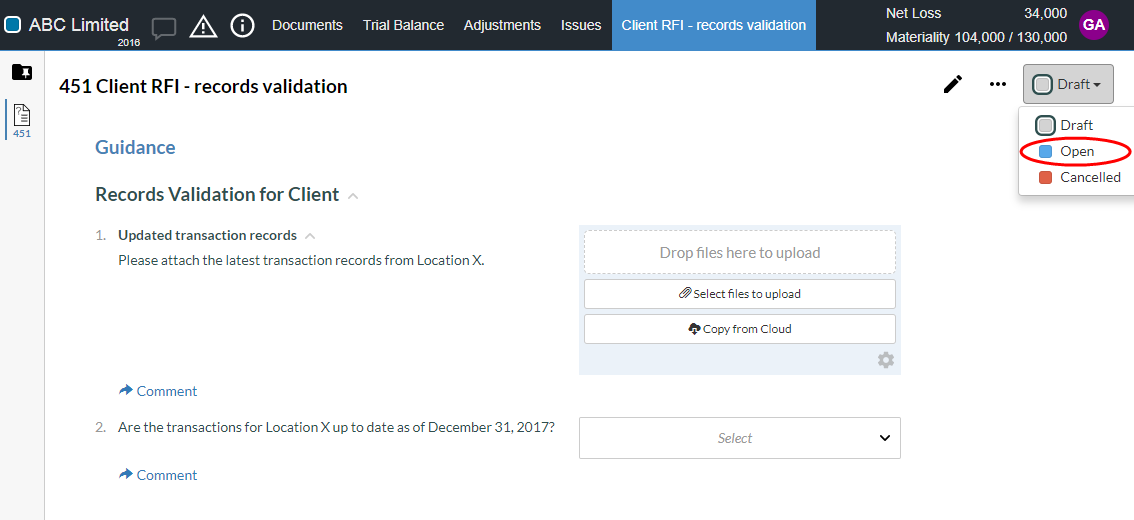 ABC Limited
2016
Documents
Trial Balance
Adjustments
Issues
Client RFI - records validation
Net Loss 34,000
Materiality 104,000 / 130,000
GA
451 Client RFI - records validation
Draft
Draft
Open
Cancelled
451
Guidance
Records Validation for Client
1. Updated transaction records
Please attach the latest transaction records from Location X.
Drop files here to upload
Select files to upload
Copy from Cloud
Comment
2. Are the transactions for Location X up to date as of December 31, 2017?
Select
Comment